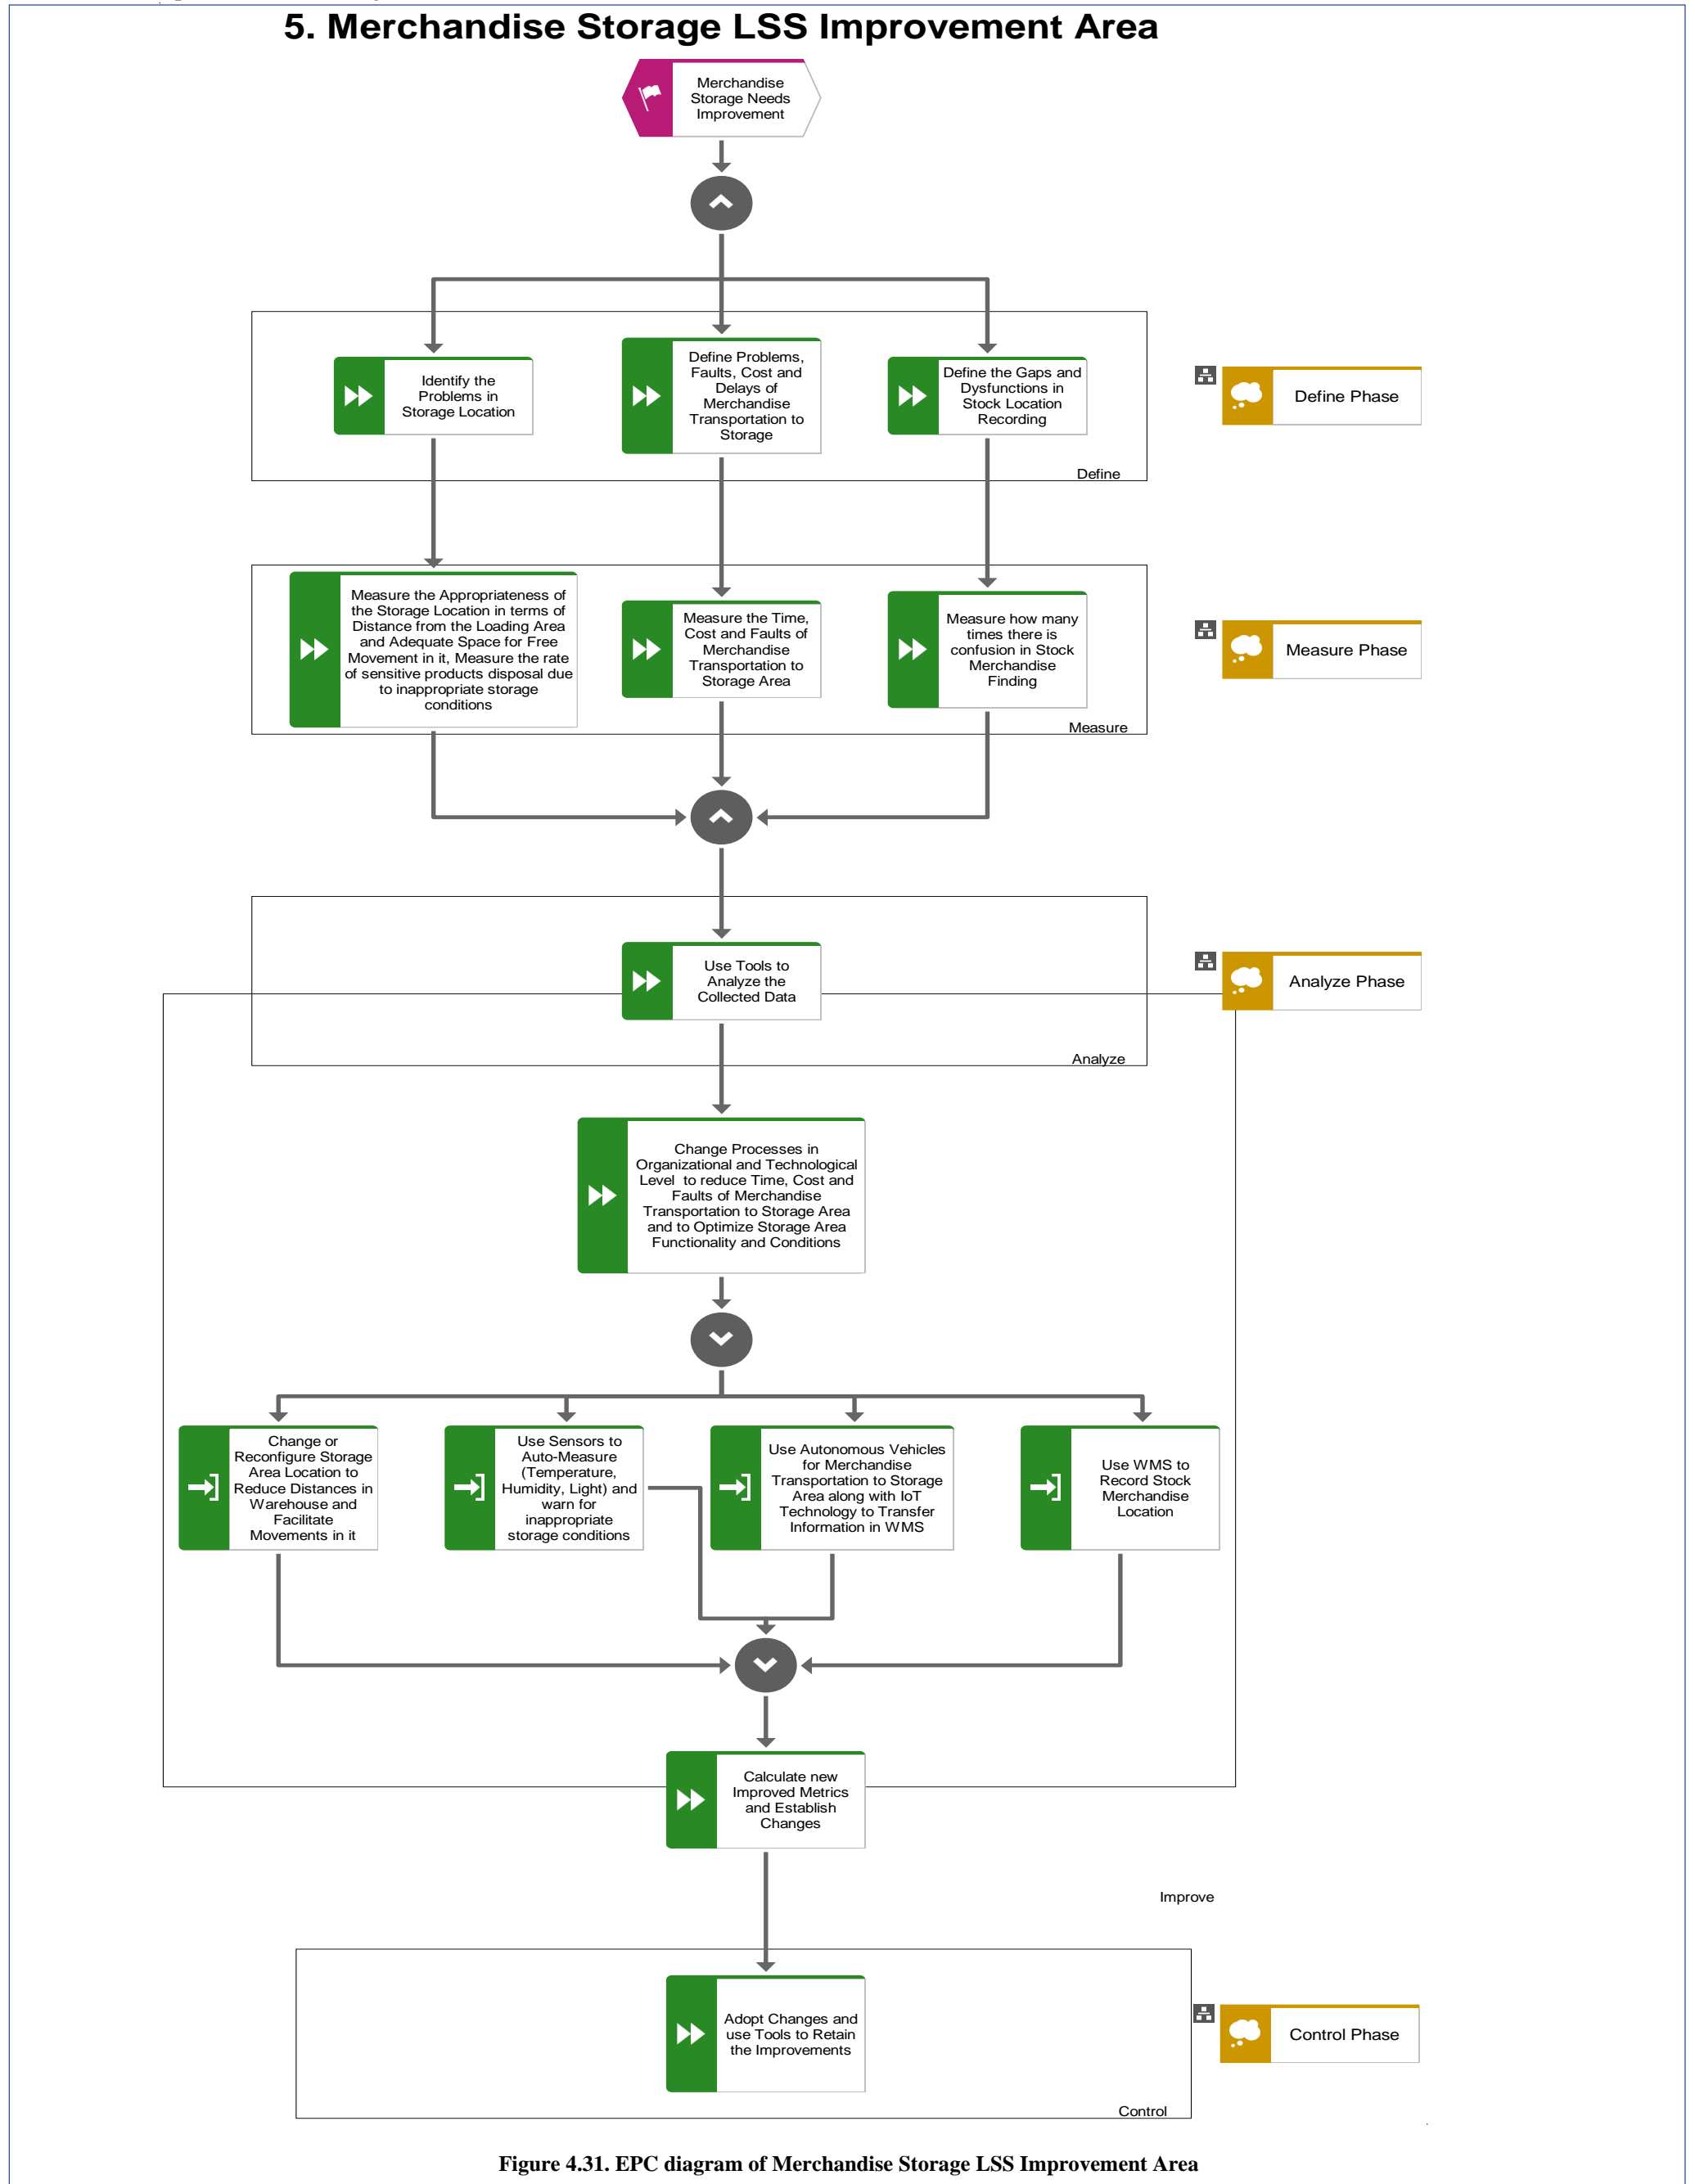 5. Merchandise Storage LSS Improvement Area
Merchandise
Storage Needs
Improvement
Identify the
Problems in
Storage Location
Define Problems,
Faults, Cost and
Delays of
Merchandise
Transportation to
Storage
Define the Gaps and
Dysfunctions in
Stock Location
Recording
Define Phase
Define
Measure the Appropriateness of
the Storage Location in terms of
Distance from the Loading Area
and Adequate Space for Free
Movement in it, Measure the rate
of sensitive products disposal due
to inappropriate storage
conditions
Measure the Time,
Cost and Faults of
Merchandise
Transportation to
Storage Area
Measure how many
times there is
confusion in Stock
Merchandise
Finding
Measure Phase
Measure
Use Tools to
Analyze the
Collected Data
Analyze Phase
Analyze
Change Processes in
Organizational and Technological
Level to reduce Time, Cost and
Faults of Merchandise
Transportation to Storage Area
and to Optimize Storage Area
Functionality and Conditions
Change or
Reconfigure Storage
Area Location to
Reduce Distances in
Warehouse and
Facilitate
Movements in it
Use Sensors to
Auto-Measure
(Temperature,
Humidity, Light) and
warn for
inappropriate
storage conditions
Use Autonomous Vehicles
for Merchandise
Transportation to Storage
Area along with IoT
Technology to Transfer
Information in WMS
Use WMS to
Record Stock
Merchandise
Location
Calculate new
Improved Metrics
and Establish
Changes
Improve
Adopt Changes and
use Tools to Retain
the Improvements
Control Phase
Control
Figure 4.31. EPC diagram of Merchandise Storage LSS Improvement Area